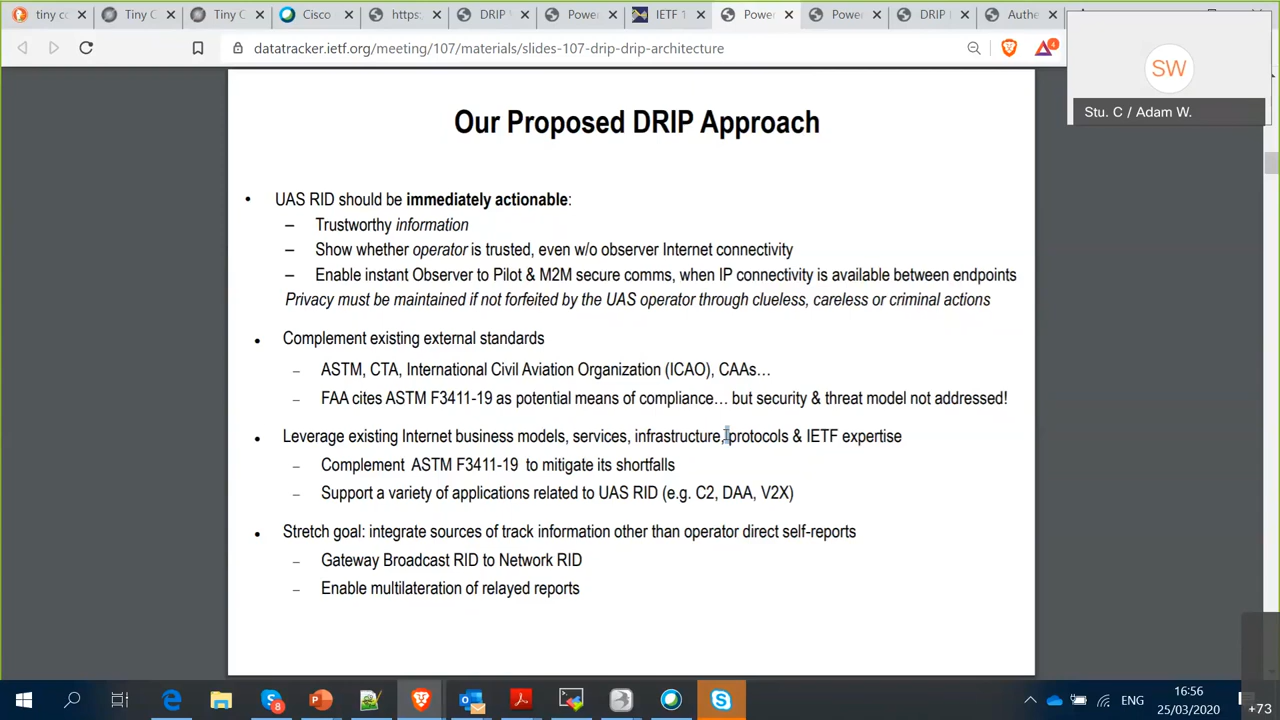 tiny co
Tiny C
Tiny C
Cisco
https:
DRIP V
Power
IETF 1
Power
Power
DRIP I
Authe
datatracker.ietf.org/meeting/107/materials/slides-107-drip-drip-architecture
4
SW
Stu. C / Adam W.
Our Proposed DRIP Approach
• UAS RID should be immediately actionable:
– Trustworthy information
– Show whether operator is trusted, even w/o observer Internet connectivity
– Enable instant Observer to Pilot & M2M secure comms, when IP connectivity is available between endpoints
Privacy must be maintained if not forfeited by the UAS operator through clueless, careless or criminal actions
• Complement existing external standards
– ASTM, CTA, International Civil Aviation Organization (ICAO), CAAs…
– FAA cites ASTM F3411-19 as potential means of compliance… but security & threat model not addressed!
• Leverage existing Internet business models, services, infrastructure, protocols & IETF expertise
– Complement ASTM F3411-19 to mitigate its shortfalls
– Support a variety of applications related to UAS RID (e.g. C2, DAA, V2X)
• Stretch goal: integrate sources of track information other than operator direct self-reports
– Gateway Broadcast RID to Network RID
– Enable multilateration of relayed reports
8
ENG
16:56
25/03/2020
+73